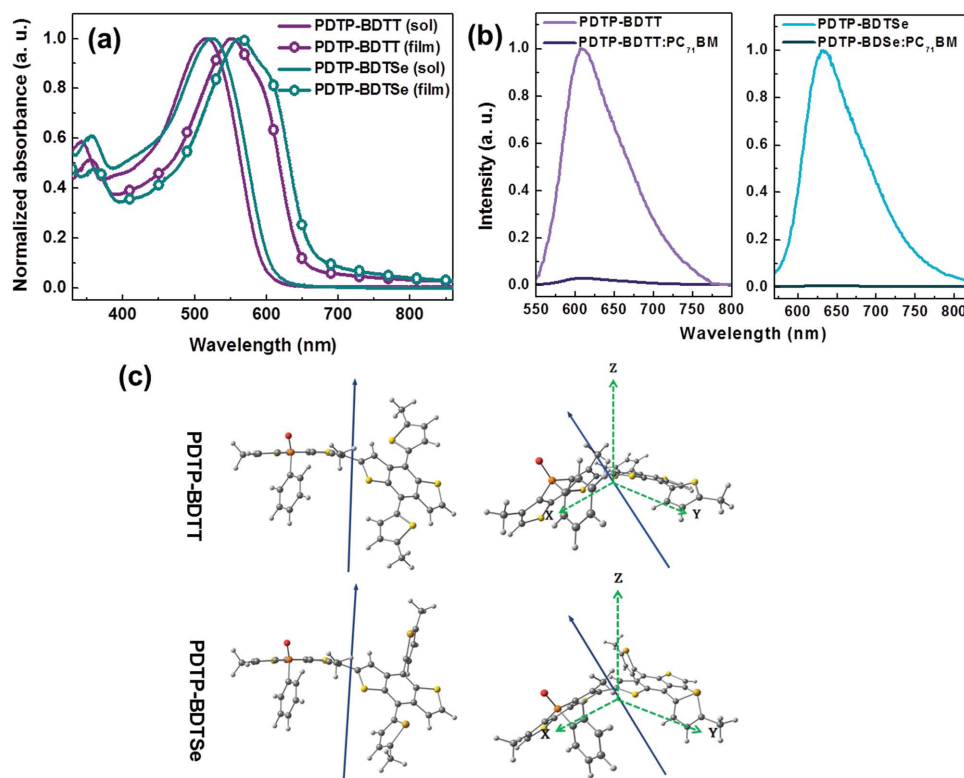 (a)
PDTP-BDTT (sol)
PDTP-BDTT (film)
PDTP-BDTSe (sol)
PDTP-BDTSe (film)
Normalized absorbance (a. u.)
1.0
0.8
0.6
0.4
0.2
0.0
400 500 600 700 800
Wavelength (nm)
(b)
PDTP-BDTT
PDTP-BDTT:PC71BM
Intensity (a. u.)
1.0
0.8
0.6
0.4
0.2
0.0
550 600 650 700 750 800
PDTP-BDTSe
PDTP-BDSe:PC71BM
1.0
0.8
0.6
0.4
0.2
0.0
600 650 700 750 800
Wavelength (nm)
(c)
PDTP-BDTT
Z
X
Y
PDTP-BDTSe
Z
X
Y